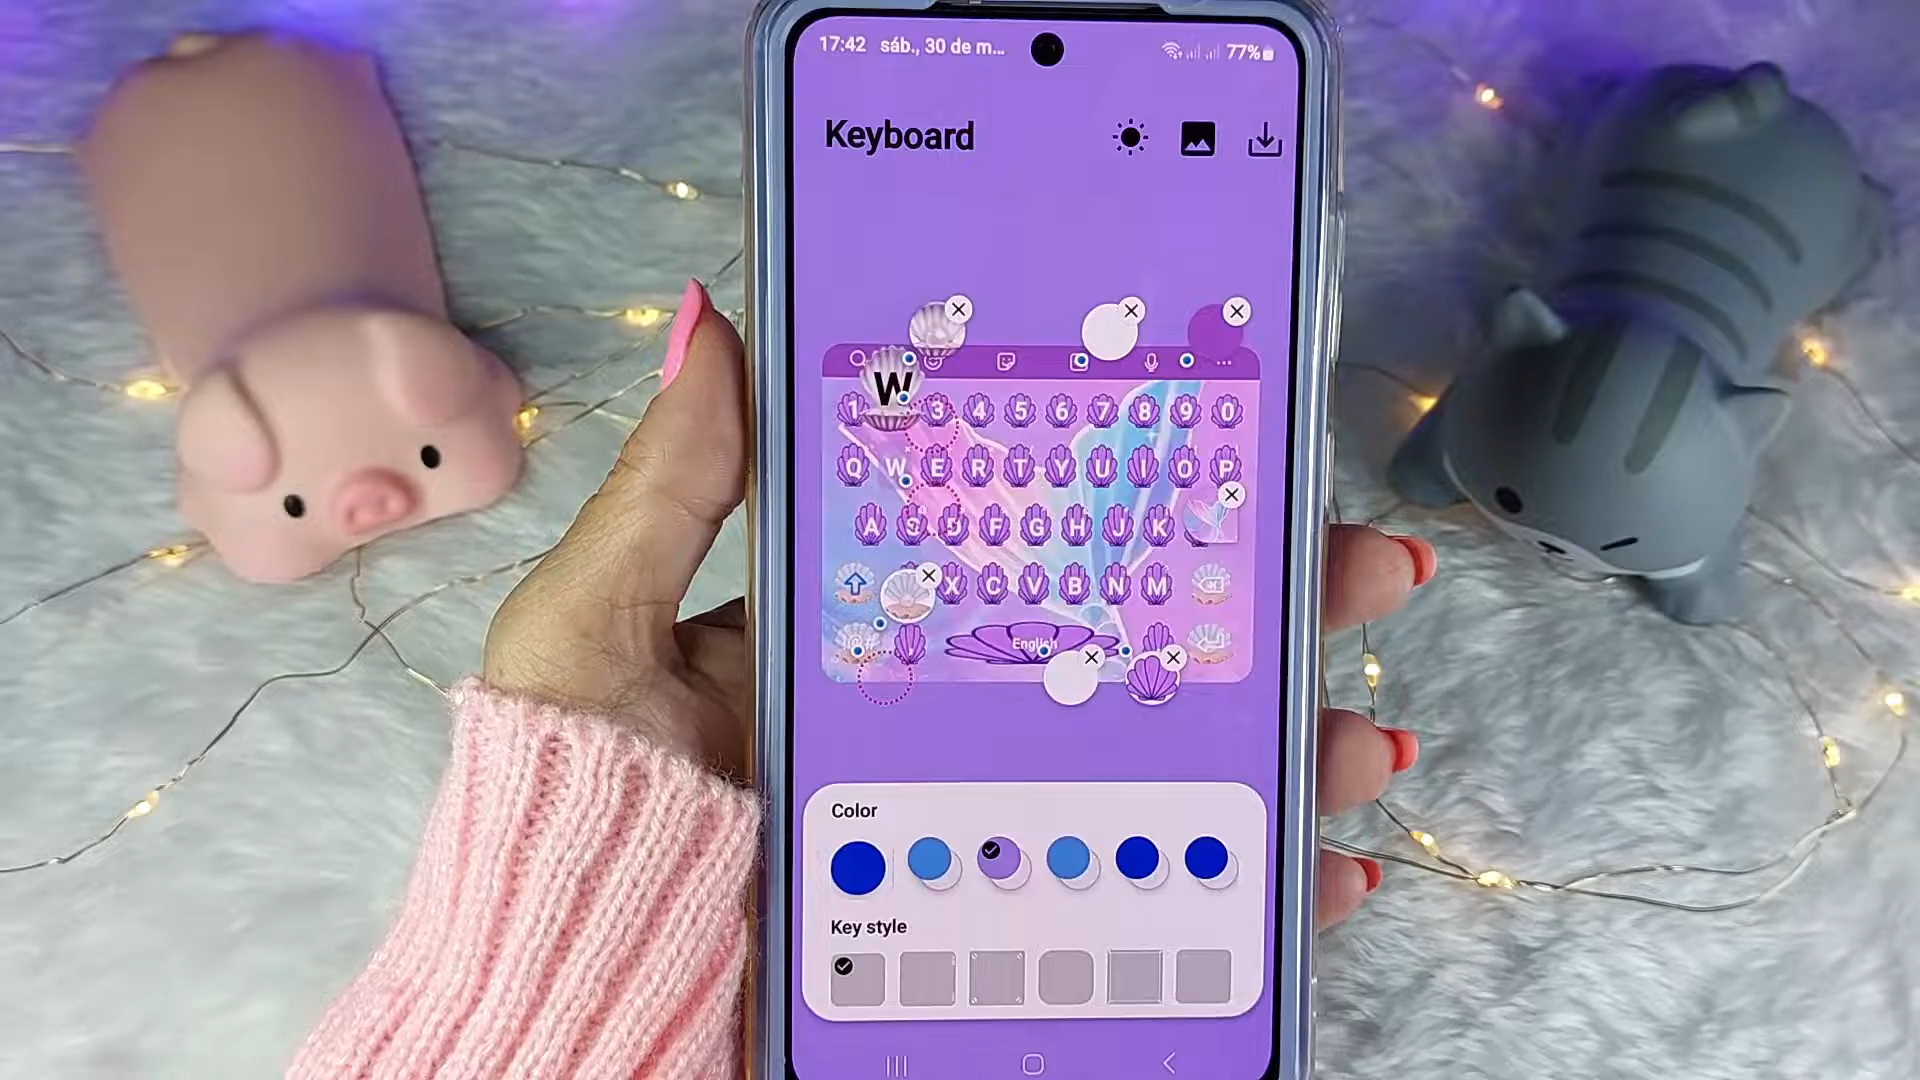 17:42 sáb., 30 de m... 77%
Keyboard
W
1 3 4 5 6 7 8 9 0
Q W E R T Y U I O P
A S D F G H J K
X C V B N M
!@# , English
Color
Key style